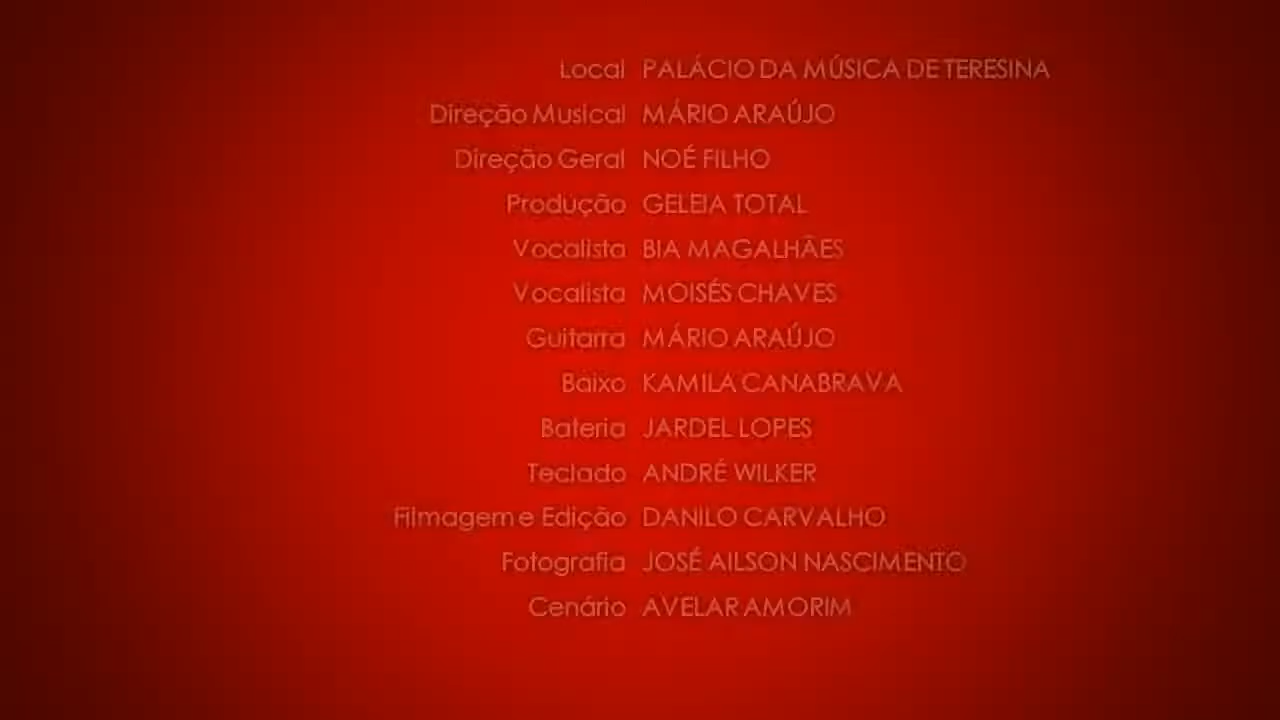 Local PALÁCIO DA MÚSICA DE TERESINA
Direção Musical MÁRIO ARAÚJO
Direção Geral NOÉ FILHO
Produção GELEIA TOTAL
Vocalista BIA MAGALHÃES
Vocalista MOISÉS CHAVES
Guitarra MÁRIO ARAÚJO
Baixo KAMILA CANABRAVA
Bateria JARDEL LOPES
Teclado ANDRÉ WILKER
Filmagem e Edição DANILO CARVALHO
Fotografia JOSÉ AILSON NASCIMENTO
Cenário AVELAR AMORIM